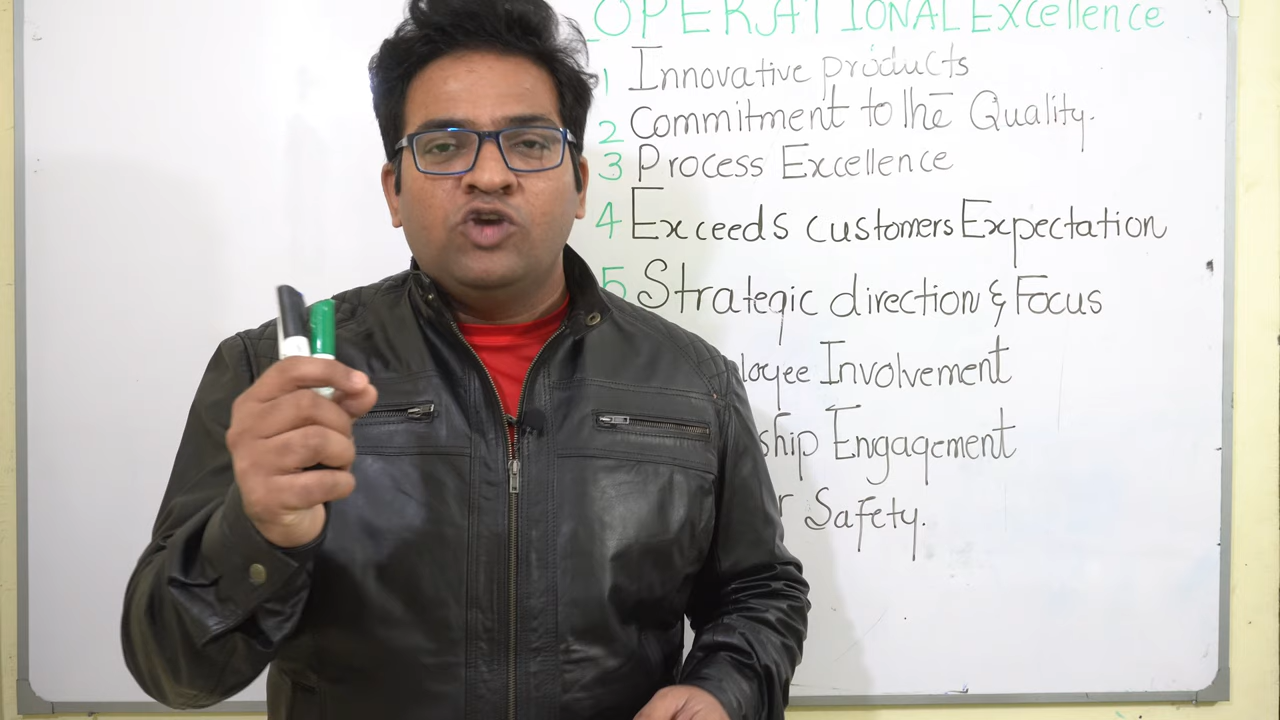 OPERATIONAL Excellence
1 Innovative products
2 Commitment to the Quality.
3 Process Excellence
4 Exceeds customers Expectation
5 Strategic direction & Focus
Involvement
Engagement
Safety.